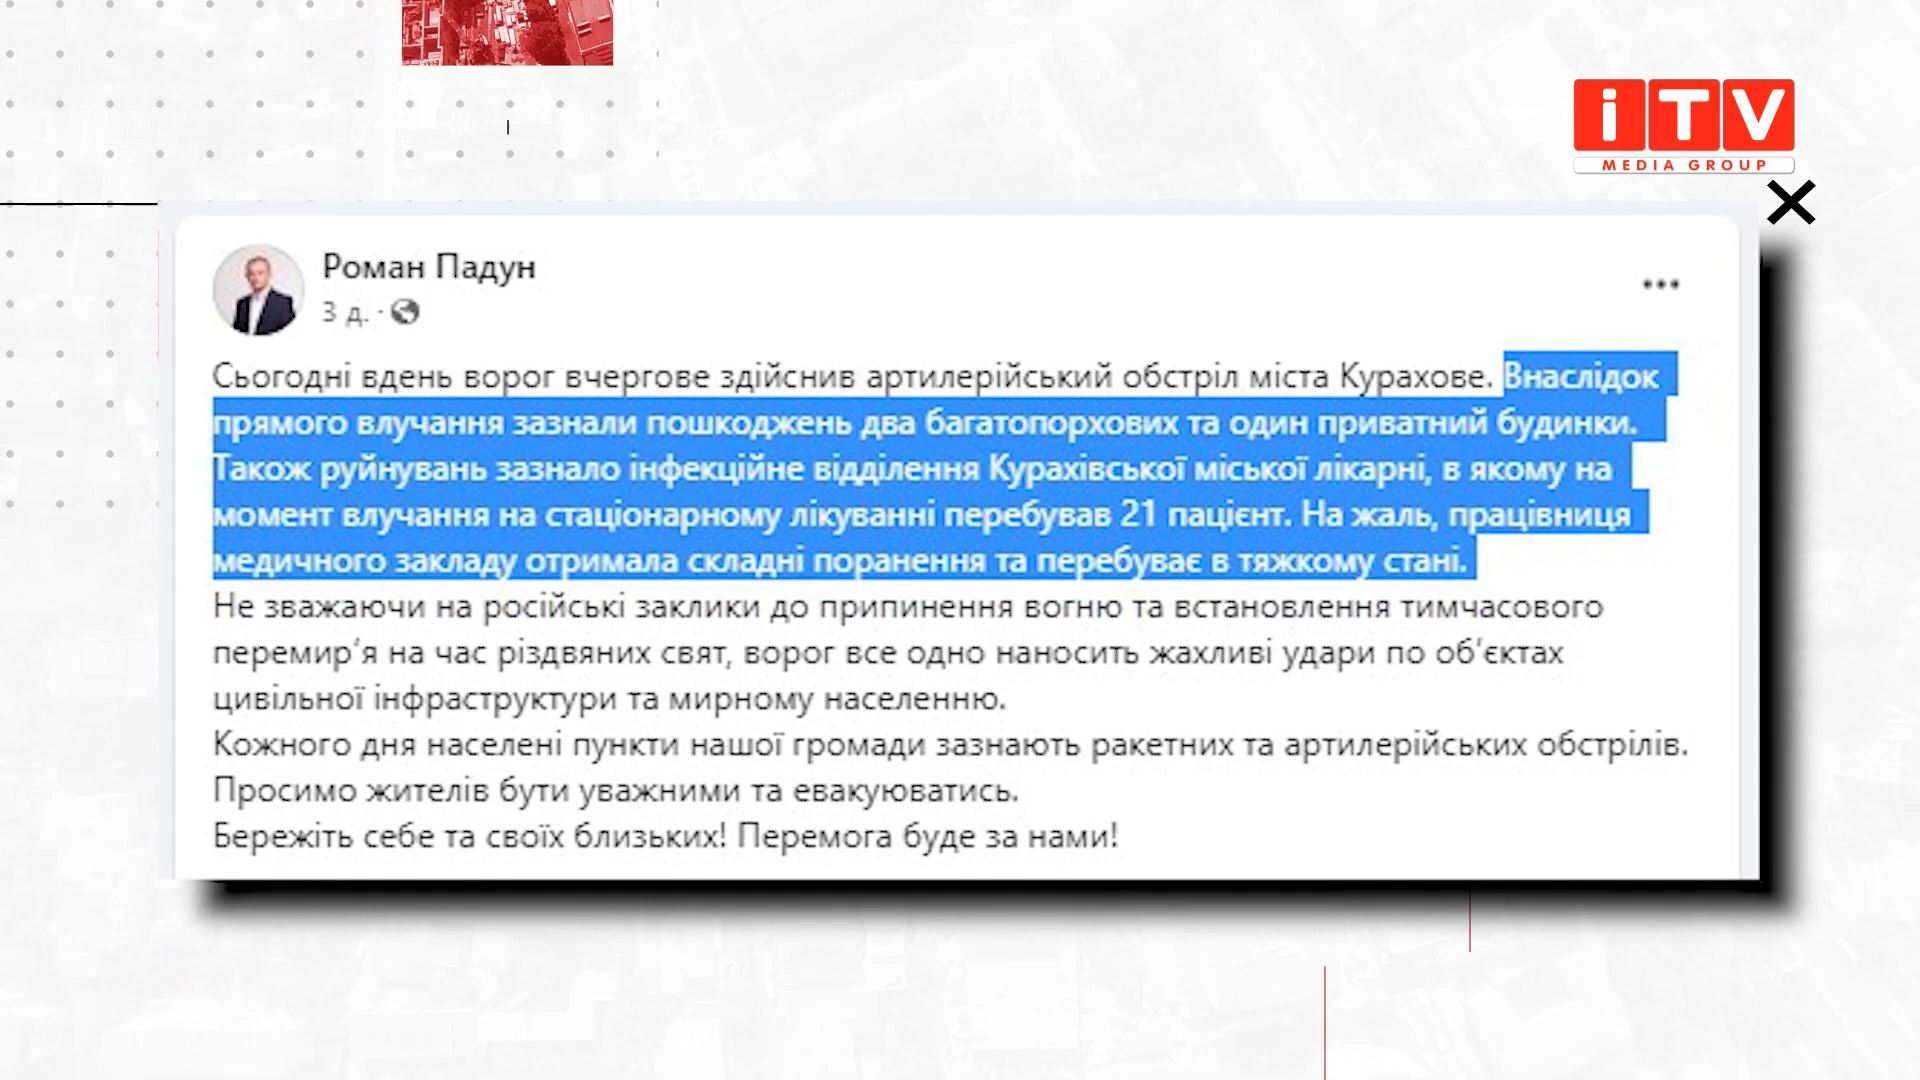 iTV
MEDIA GROUP
Роман Падун
3 д. ·
Сьогодні вдень ворог вчергове здійснив артилерійський обстріл міста Курахове. Внаслідок
прямого влучання зазнали пошкоджень два багатопорхових та один приватний будинки.
Також руйнувань зазнало інфекційне відділення Курахівської міської лікарні, в якому на
момент влучання на стаціонарному лікуванні перебував 21 пацієнт. На жаль, працівниця
медичного закладу отримала складні поранення та перебуває в тяжкому стані.
Не зважаючи на російські заклики до припинення вогню та встановлення тимчасового
перемир‘я на час різдвяних свят, ворог все одно наносить жахливі удари по об‘єктах
цивільної інфраструктури та мирному населенню.
Кожного дня населені пункти нашої громади зазнають ракетних та артилерійських обстрілів.
Просимо жителів бути уважними та евакуюватись.
Бережіть себе та своїх близьких! Перемога буде за нами!